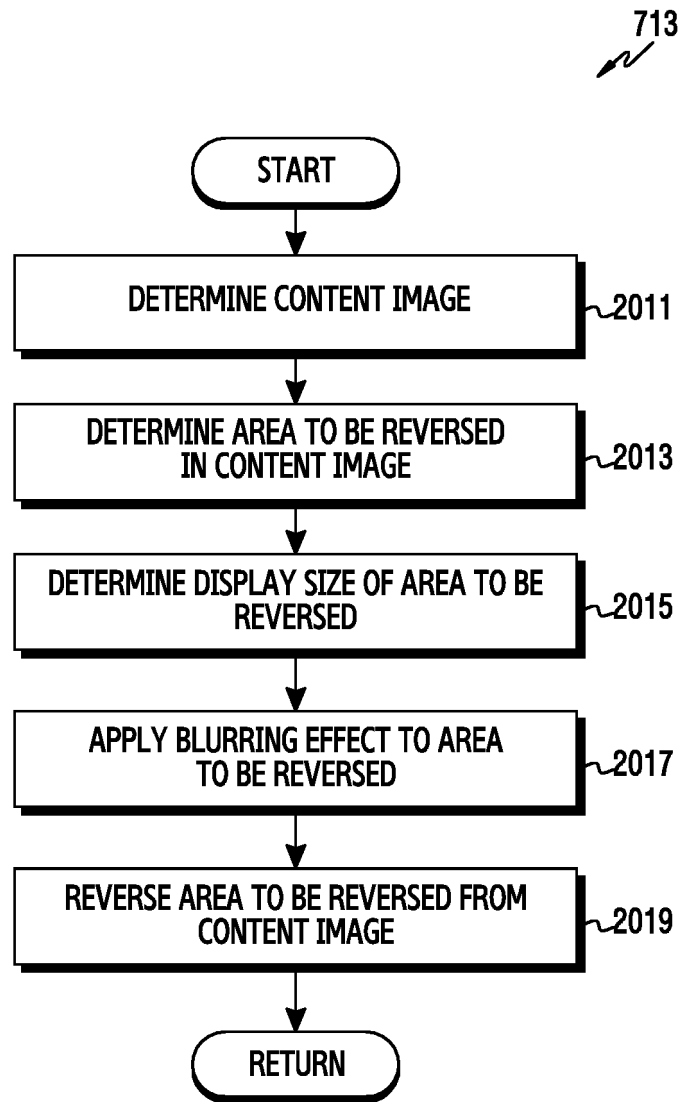 713
START
DETERMINE CONTENT IMAGE
2011
DETERMINE AREA TO BE REVERSED
IN CONTENT IMAGE
2013
DETERMINE DISPLAY SIZE OF AREA TO BE
REVERSED
2015
APPLY BLURRING EFFECT TO AREA
TO BE REVERSED
2017
REVERSE AREA TO BE REVERSED FROM
CONTENT IMAGE
2019
RETURN